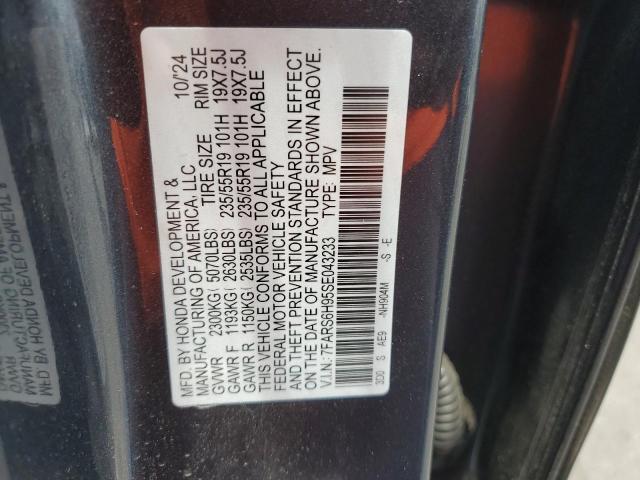 MFD. BY HONDA DEVELOPMENT & 10/'24
MANUFACTURING OF AMERICA, LLC
TIRE SIZE RIM SIZE
GVWR 2300KG( 5070LBS)
GAWR F 1193KG( 2630LBS) 235/55R19 101H 19X7.5J
GAWR R 1150KG( 2535LBS) 235/55R19 101H 19X7.5J
THIS VEHICLE CONFORMS TO ALL APPLICABLE
FEDERAL MOTOR VEHICLE SAFETY
AND THEFT PREVENTION STANDARDS IN EFFECT
ON THE DATE OF MANUFACTURE SHOWN ABOVE.
V.I.N.: 7FARS6H95SE043233 TYPE: MPV
3D0 S AE9 -NH904M -S -E